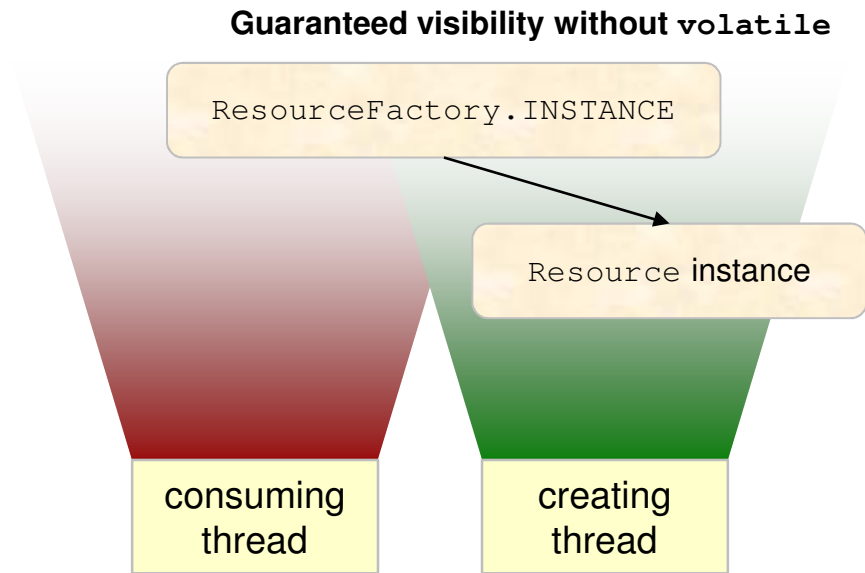 Guaranteed visibility without volatile
ResourceFactory.INSTANCE
Resource instance
consuming
thread
creating
thread